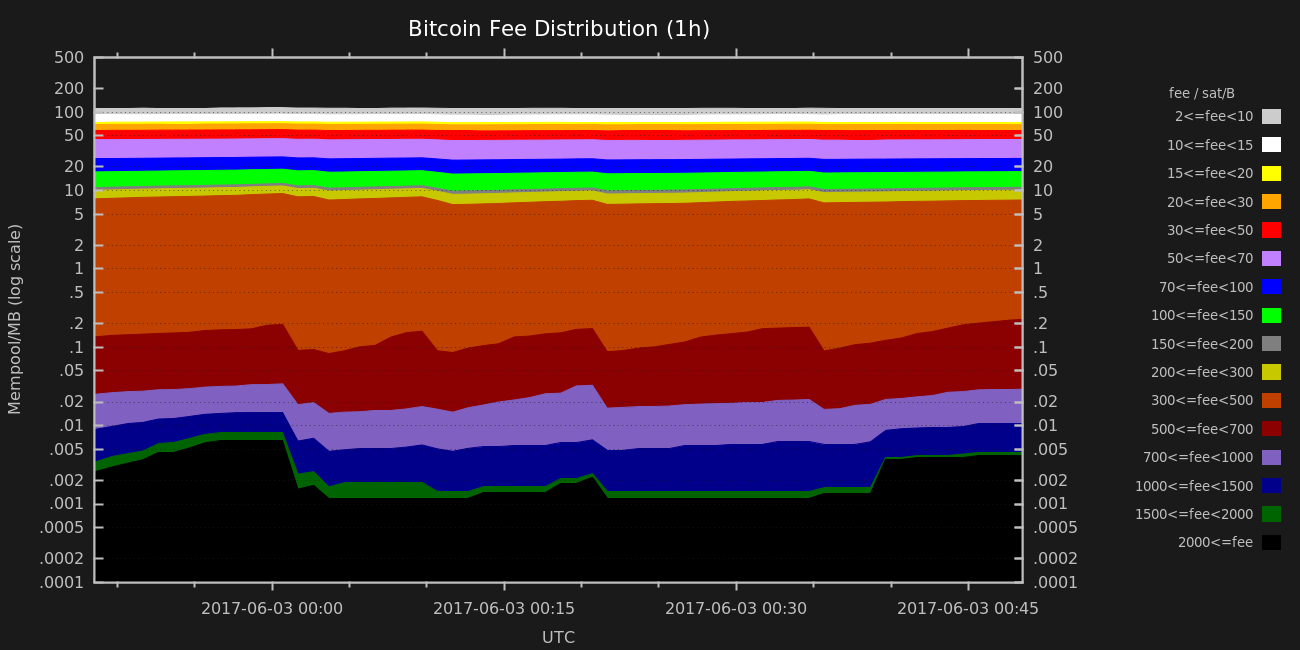 Bitcoin Fee Distribution (1h)
500 500
200 200
100 100
50 50
20 20
10 10
5 5
2 2
1 1
.5 .5
.2 .2
.1 .1
.05 .05
.02 .02
.01 .01
.005 .005
.002 .002
.001 .001
.0005 .0005
.0002 .0002
.0001 .0001
Mempool/MB (log scale)
2017-06-03 00:00 2017-06-03 00:15 2017-06-03 00:30 2017-06-03 00:45
UTC
fee / sat/B
2<=fee<10
10<=fee<15
15<=fee<20
20<=fee<30
30<=fee<50
50<=fee<70
70<=fee<100
100<=fee<150
150<=fee<200
200<=fee<300
300<=fee<500
500<=fee<700
700<=fee<1000
1000<=fee<1500
1500<=fee<2000
2000<=fee